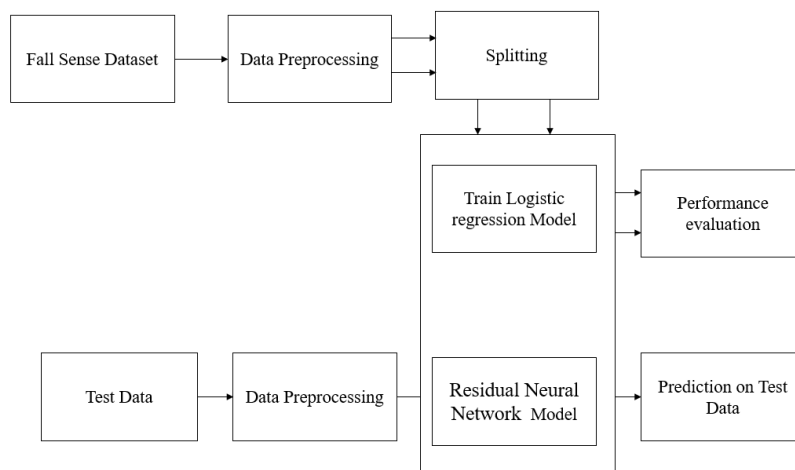 Fall Sense Dataset
Data Preprocessing
Splitting
Train Logistic
regression Model
Performance
evaluation
Test Data
Data Preprocessing
Residual Neural
Network Model
Prediction on Test
Data